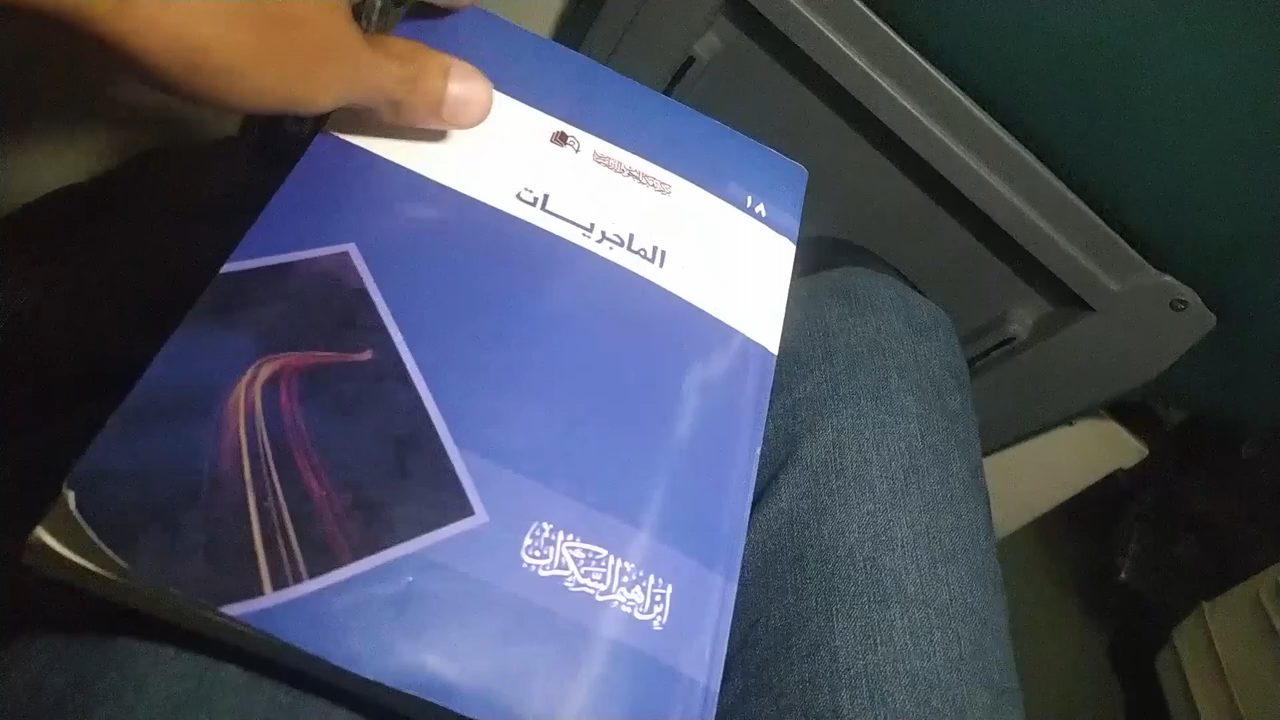 ١٨
الماجريات
إبراهيم السكران